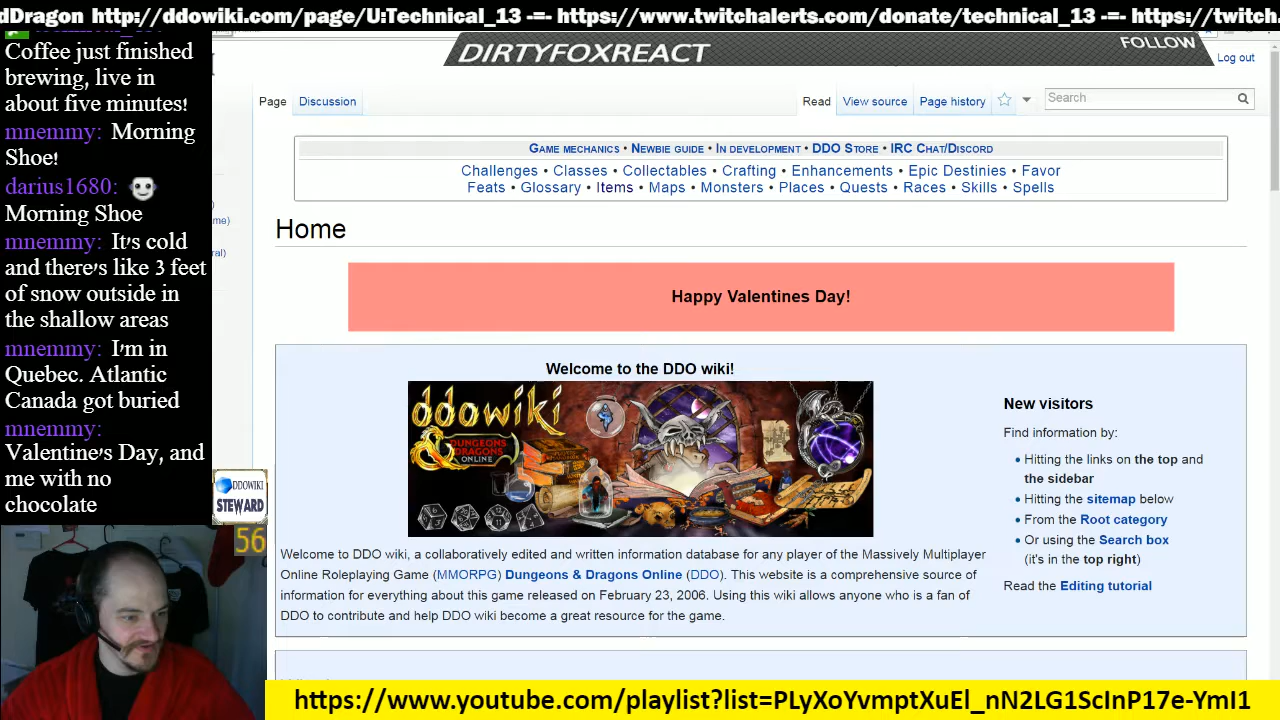 dDragon http://ddowiki.com/page/U:Technical_13 -=- https://www.twitchalerts.com/donate/technical_13 -=- https://twitch.
Coffee just finished
brewing, live in
about five minutes!
mnemmy: Morning
Shoe!
darius1680:
Morning Shoe
mnemmy: It's cold
and there's like 3 feet
of snow outside in
the shallow areas
mnemmy: I'm in
Quebec. Atlantic
Canada got buried
mnemmy:
Valentine's Day, and
me with no
chocolate
DDOWIKI
STEWARD
56
me)
ral)
DIRTYFOXREACT
FOLLOW
Log out
Page Discussion
Read View source Page history
Search
Game mechanics • Newbie guide • In development • DDO Store • IRC Chat/Discord
Challenges • Classes • Collectables • Crafting • Enhancements • Epic Destinies • Favor
Feats • Glossary • Items • Maps • Monsters • Places • Quests • Races • Skills • Spells
Home
Happy Valentines Day!
Welcome to the DDO wiki!
ddowiki
DUNGEONS & DRAGONS
ONLINE
Welcome to DDO wiki, a collaboratively edited and written information database for any player of the Massively Multiplayer
Online Roleplaying Game (MMORPG) Dungeons & Dragons Online (DDO). This website is a comprehensive source of
information for everything about this game released on February 23, 2006. Using this wiki allows anyone who is a fan of
DDO to contribute and help DDO wiki become a great resource for the game.
New visitors
Find information by:
• Hitting the links on the top and
the sidebar
• Hitting the sitemap below
• From the Root category
• Or using the Search box
(it's in the top right)
Read the Editing tutorial
https://www.youtube.com/playlist?list=PLyXoYvmptXuEl_nN2LG1ScInP17e-YmI1